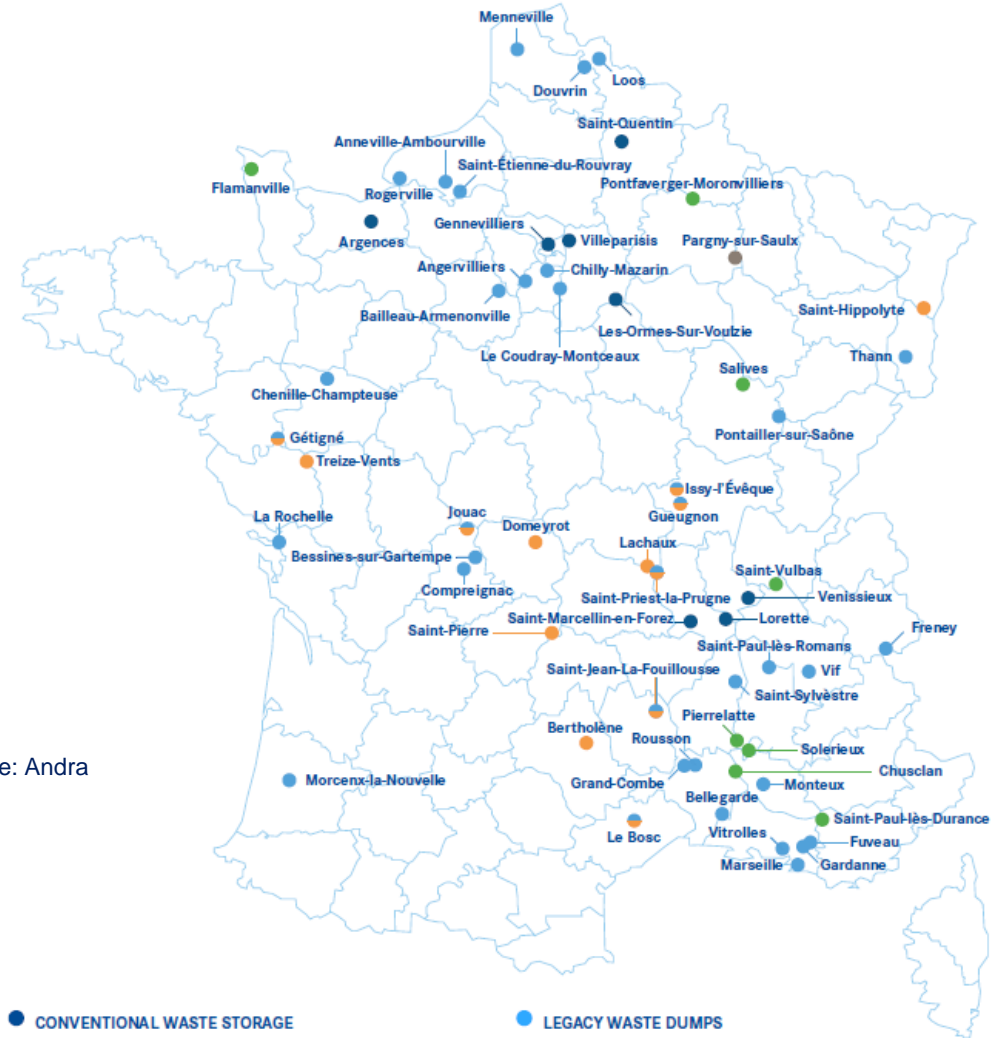 Menneville
Loos
Douvrin
Saint-Quentin
Anneville-Ambourville
Saint-Étienne-du-Rouvray
Flamanville
Rogerville
Pontfaverger-Moronvilliers
Gennevilliers
Argences
Villeparisis
Pargny-sur-Saulx
Angervilliers
Chilly-Mazarin
Bailleau-Armenonville
Saint-Hippolyte
Les-Ormes-Sur-Voulzie
Le Coudray-Montceaux
Thann
Salives
Chenille-Champteuse
Pontailler-sur-Saône
Gétigné
Treize-Vents
Issy-l'Évêque
Gueugnon
La Rochelle
Jouac
Domeyrot
Lachaux
Bessines-sur-Gartempe
Saint-Vulbas
Compreignac
Saint-Priest-la-Prugne
Venissieux
Saint-Marcellin-en-Forez
Lorette
Saint-Pierre
Freney
Saint-Paul-lès-Romans
Saint-Jean-La-Fouillousse
Vif
Saint-Sylvèstre
Pierrelatte
Bertholène
Rousson
Solerieux
e: Andra
Chusclan
Morcenx-la-Nouvelle
Grand-Combe
Monteux
Bellegarde
Saint-Paul-lès-Durance
Le Bosc
Vitrolles
Fuveau
Marseille
Gardanne
CONVENTIONAL WASTE STORAGE
LEGACY WASTE DUMPS